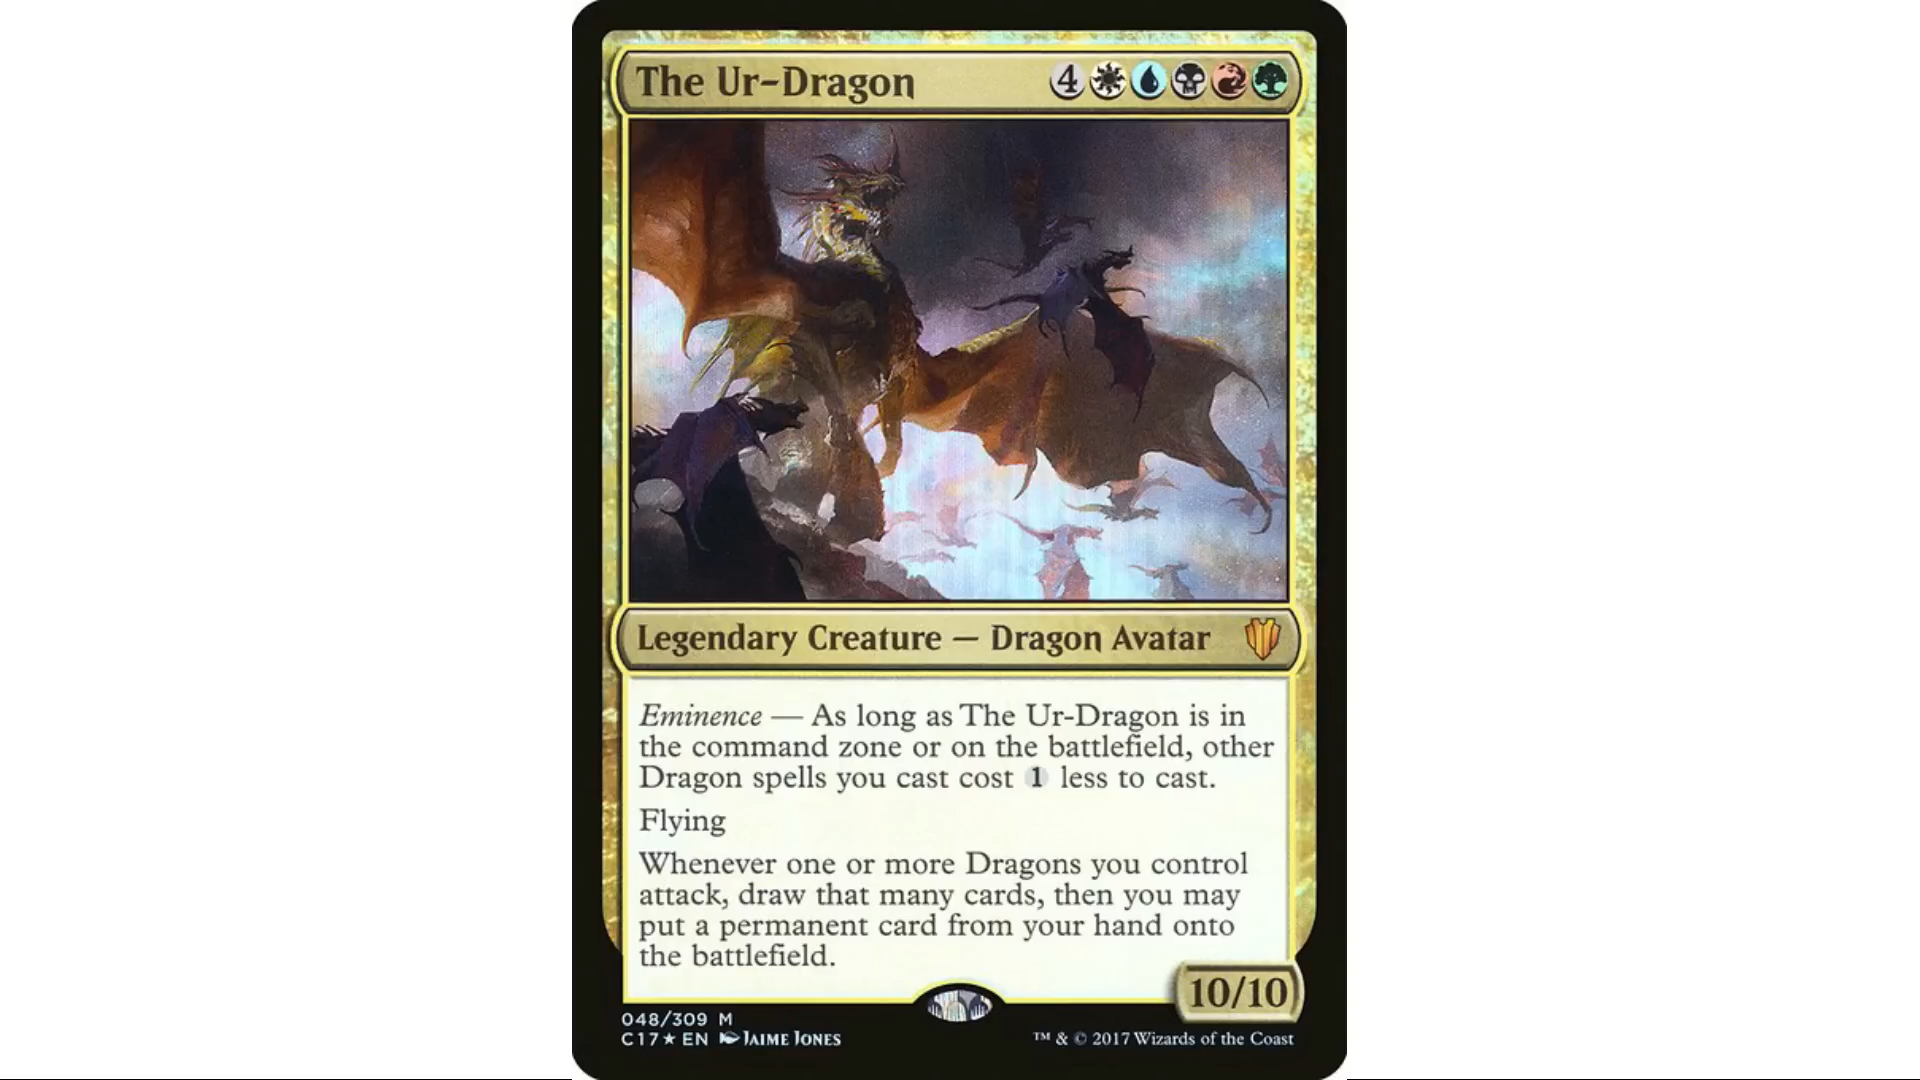 The Ur-Dragon 4
Legendary Creature — Dragon Avatar
Eminence — As long as The Ur-Dragon is in
the command zone or on the battlefield, other
Dragon spells you cast cost 1 less to cast.
Flying
Whenever one or more Dragons you control
attack, draw that many cards, then you may
put a permanent card from your hand onto
the battlefield.
10/10
048/309 M
C17★EN JAIME JONES
™ & © 2017 Wizards of the Coast